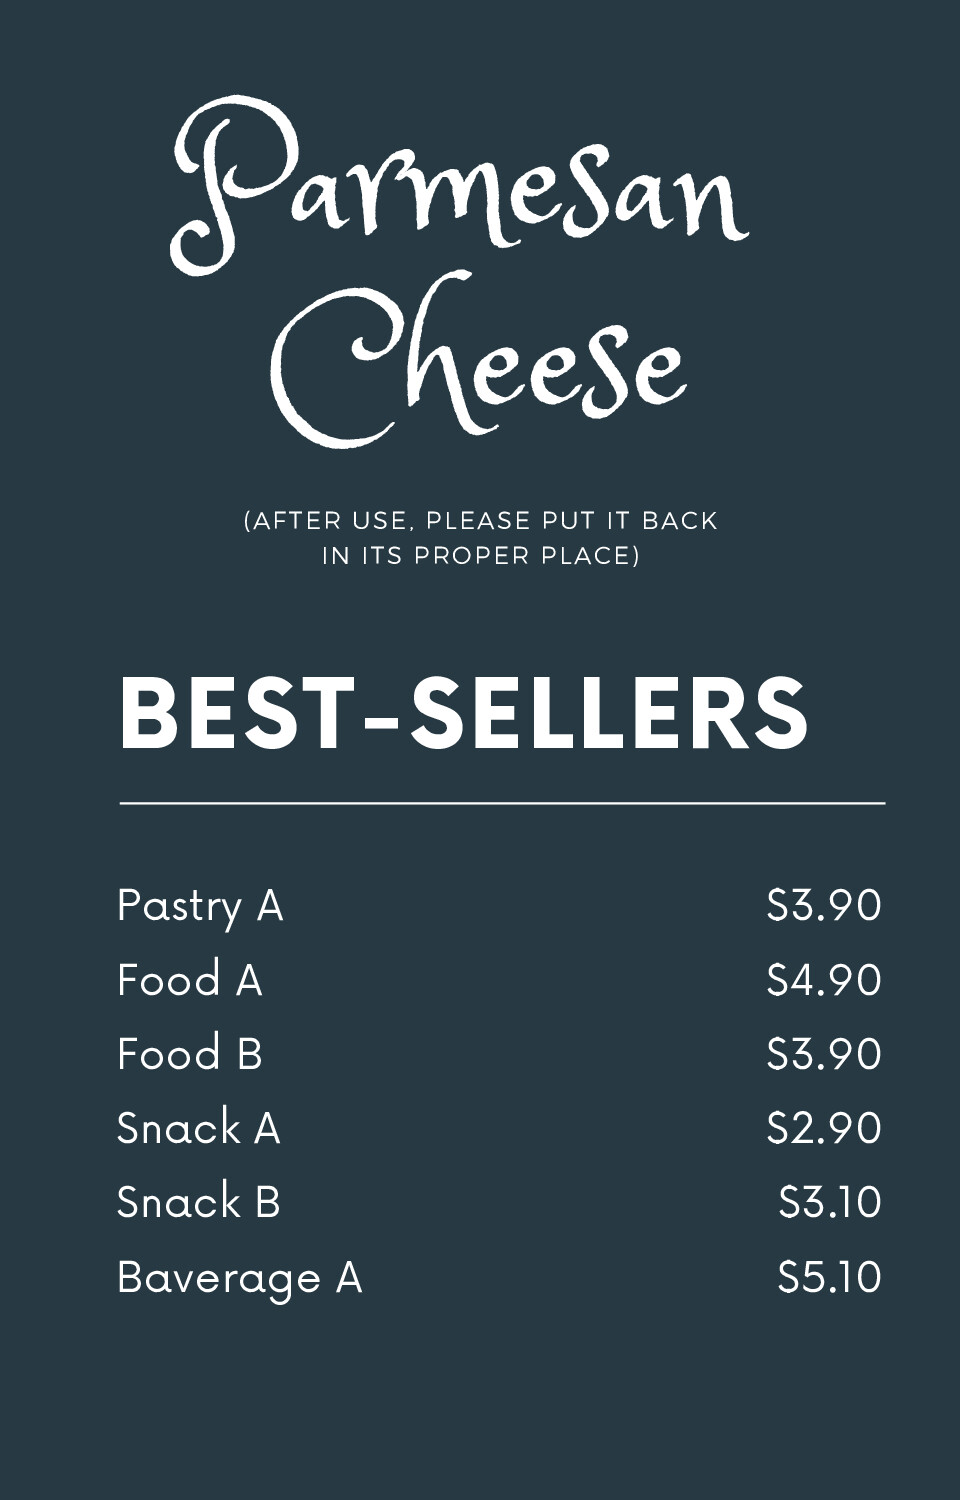 Parmesan
Cheese
(AFTER USE, PLEASE PUT IT BACK
IN ITS PROPER PLACE)
BEST-SELLERS
Pastry A $3.90
Food A $4.90
Food B $3.90
Snack A $2.90
Snack B $3.10
Baverage A $5.10